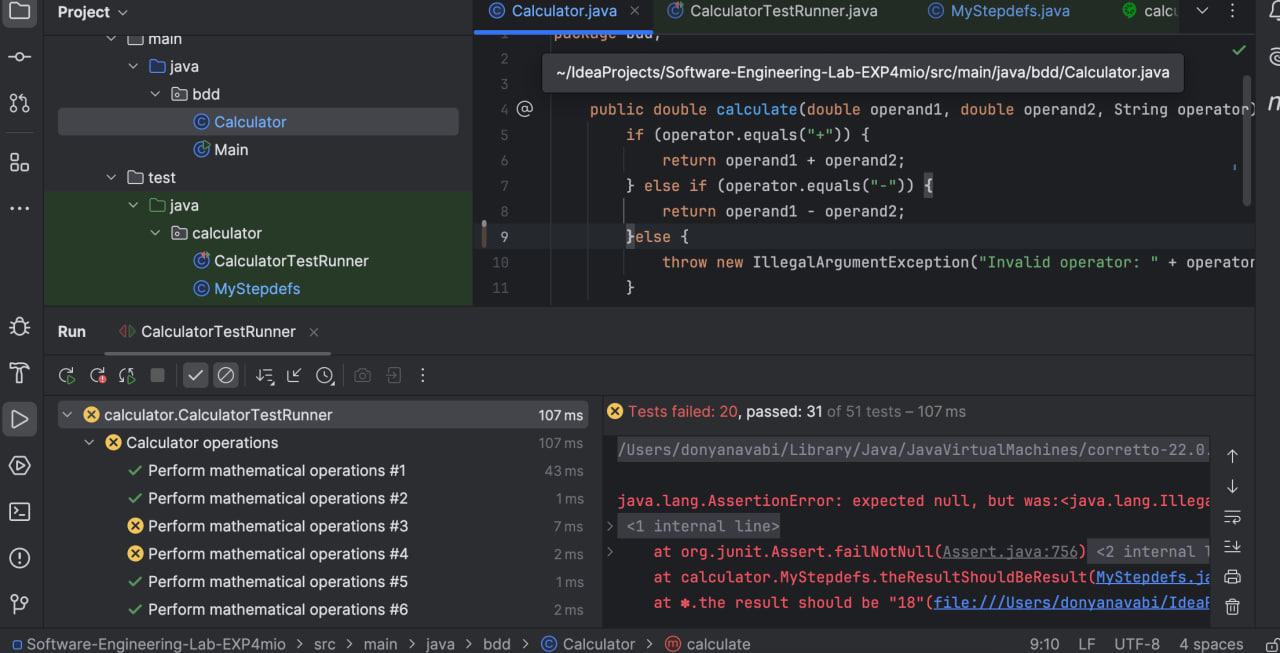 Project
Calculator.java
CalculatorTestRunner.java
MyStepdefs.java
calcu
main
java
bdd
Calculator
Main
test
java
calculator
CalculatorTestRunner
MyStepdefs
1 package bdd;
2
~/IdeaProjects/Software-Engineering-Lab-EXP4mio/src/main/java/bdd/Calculator.java
3
4 @ public double calculate(double operand1, double operand2, String operator)
5 if (operator.equals("+")) {
6 return operand1 + operand2;
7 } else if (operator.equals("-")) {
8 return operand1 - operand2;
9 }else {
10 throw new IllegalArgumentException("Invalid operator: " + operator
11 }
Run CalculatorTestRunner
calculator.CalculatorTestRunner 107 ms
Calculator operations 107 ms
Perform mathematical operations #1 43 ms
Perform mathematical operations #2 1 ms
Perform mathematical operations #3 7 ms
Perform mathematical operations #4 2 ms
Perform mathematical operations #5 1 ms
Perform mathematical operations #6 2 ms
Tests failed: 20, passed: 31 of 51 tests – 107 ms
/Users/donyanavabi/Library/Java/JavaVirtualMachines/corretto-22.0.
java.lang.AssertionError: expected null, but was:<java.lang.Illega
<1 internal line>
at org.junit.Assert.failNotNull(Assert.java:756) <2 internal l
at calculator.MyStepdefs.theResultShouldBeResult(MyStepdefs.ja
at ✽.the result should be "18"(file:///Users/donyanavabi/IdeaP
Software-Engineering-Lab-EXP4mio > src > main > java > bdd > Calculator > calculate
9:10 LF UTF-8 4 spaces